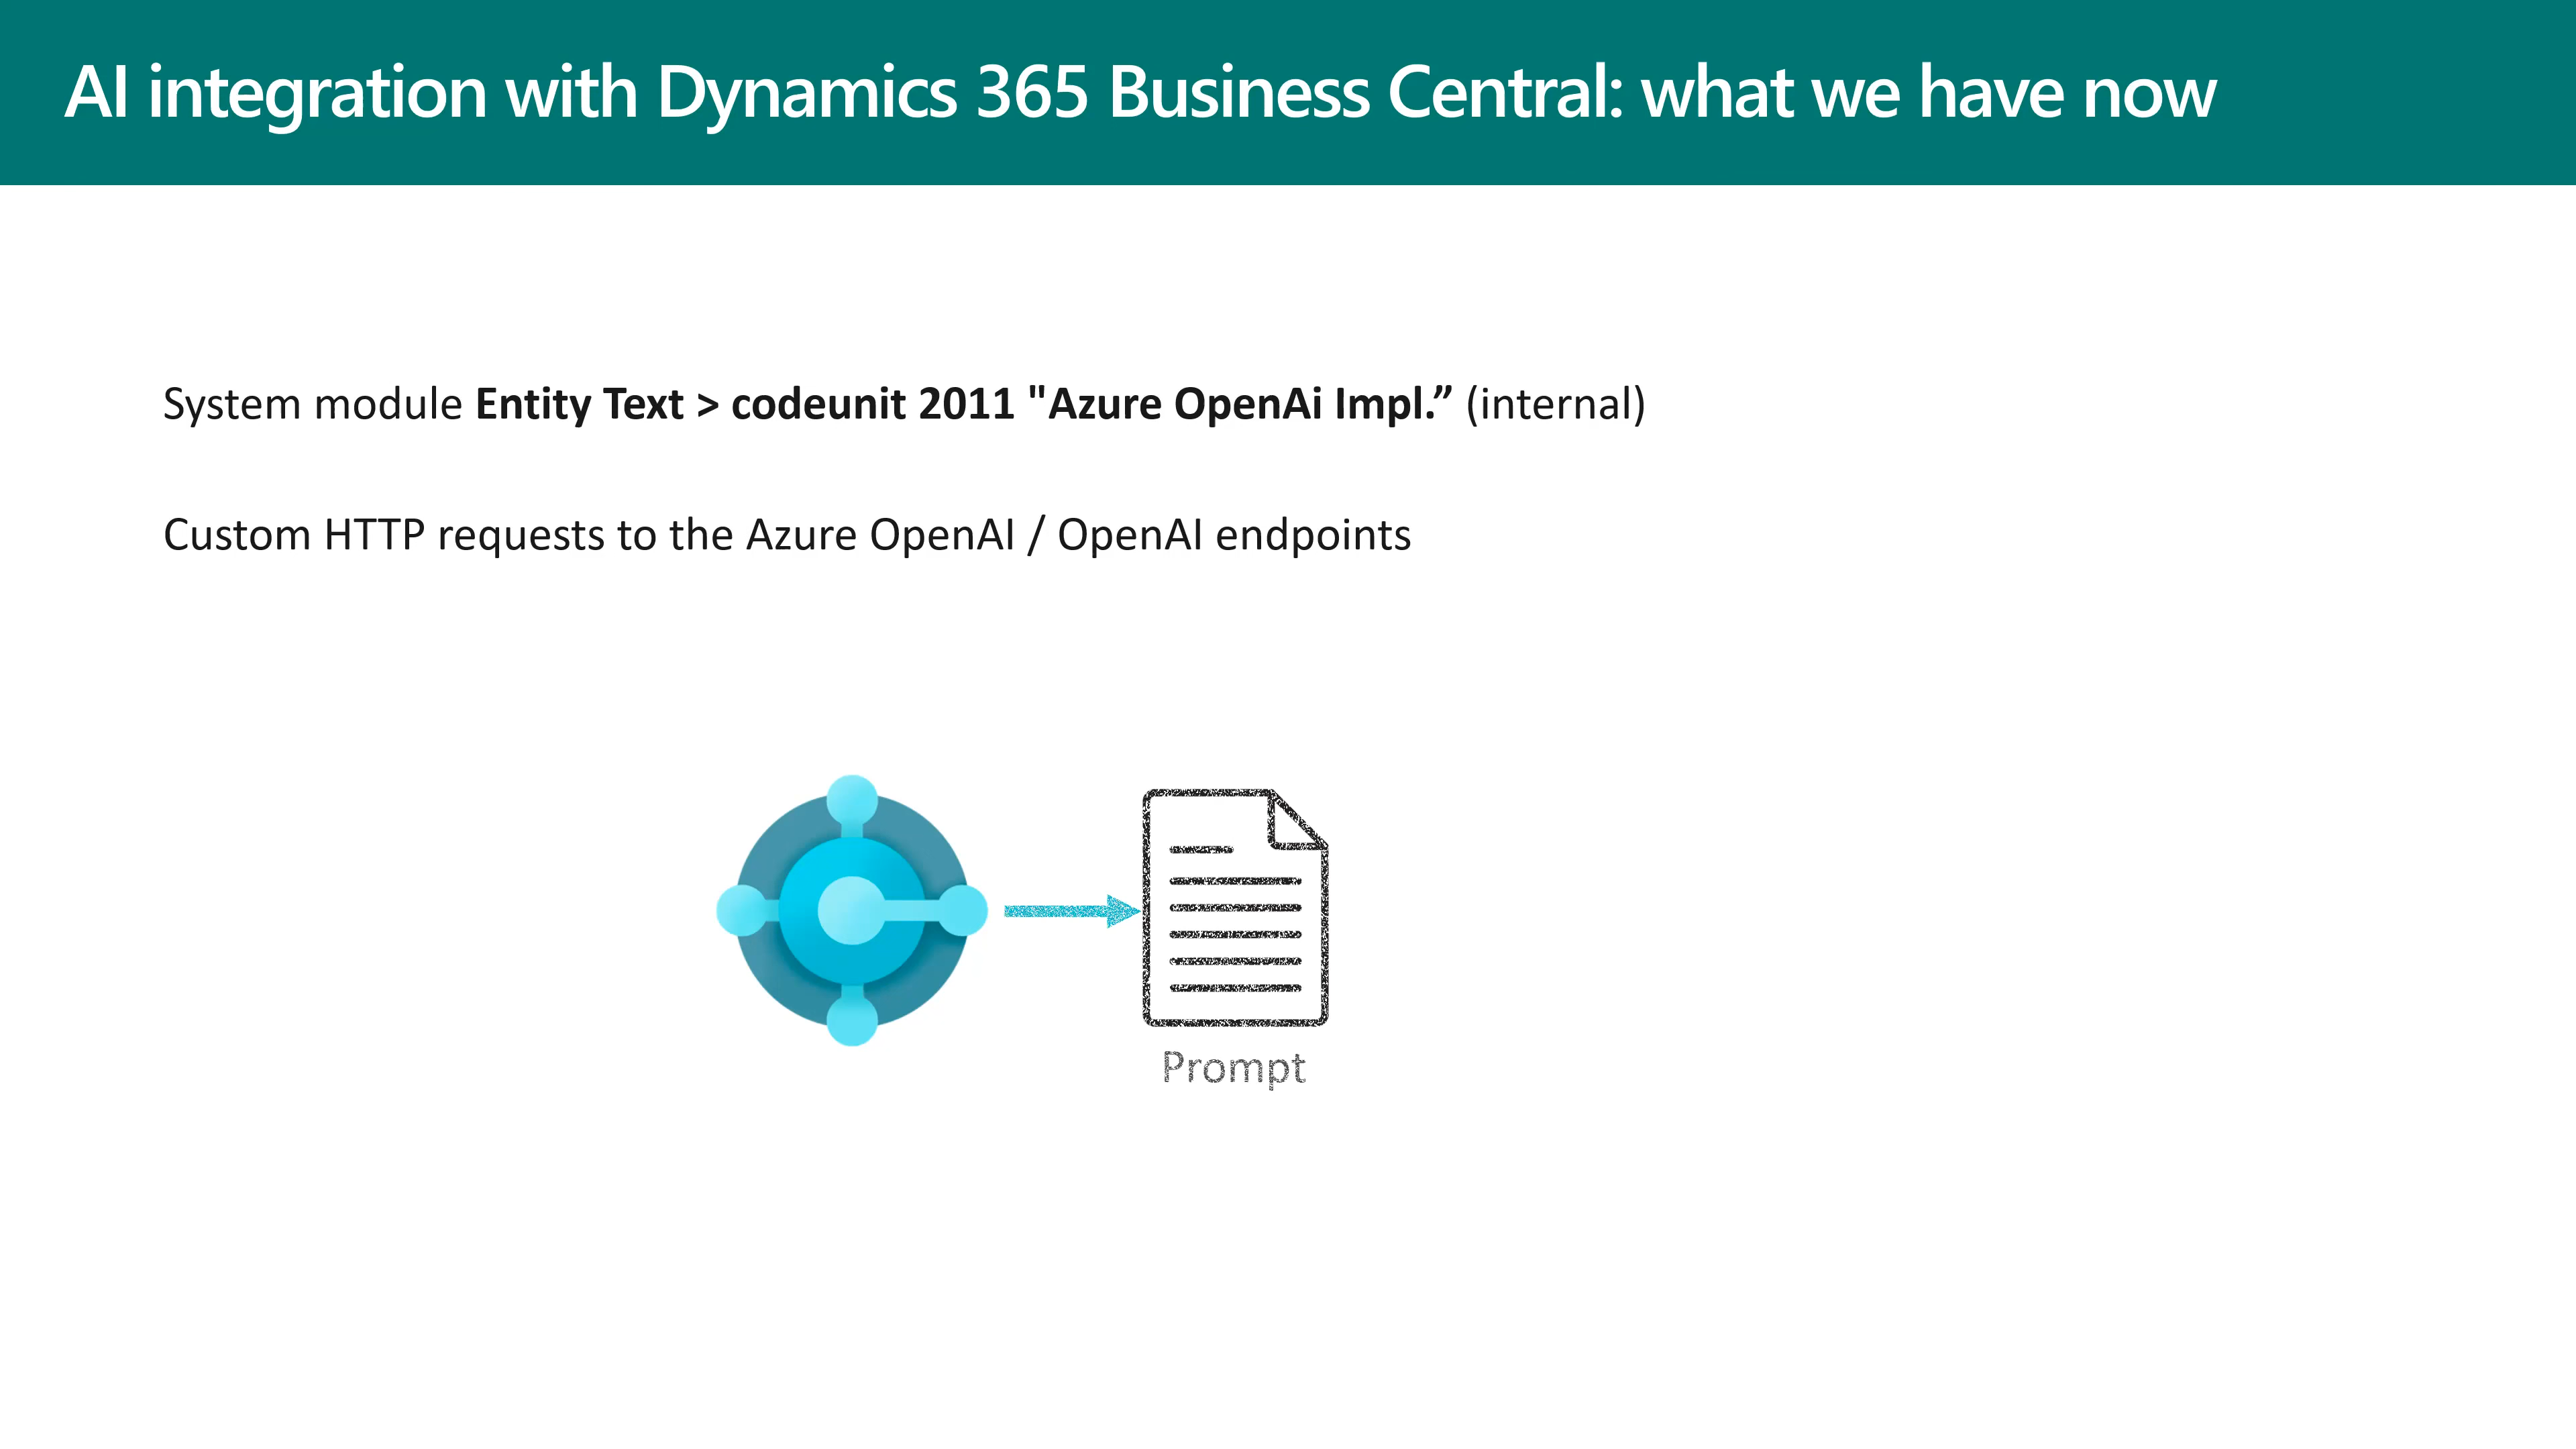 AI integration with Dynamics 365 Business Central: what we have now
System module Entity Text > codeunit 2011 "Azure OpenAi Impl.” (internal)
Custom HTTP requests to the Azure OpenAI / OpenAI endpoints
Prompt